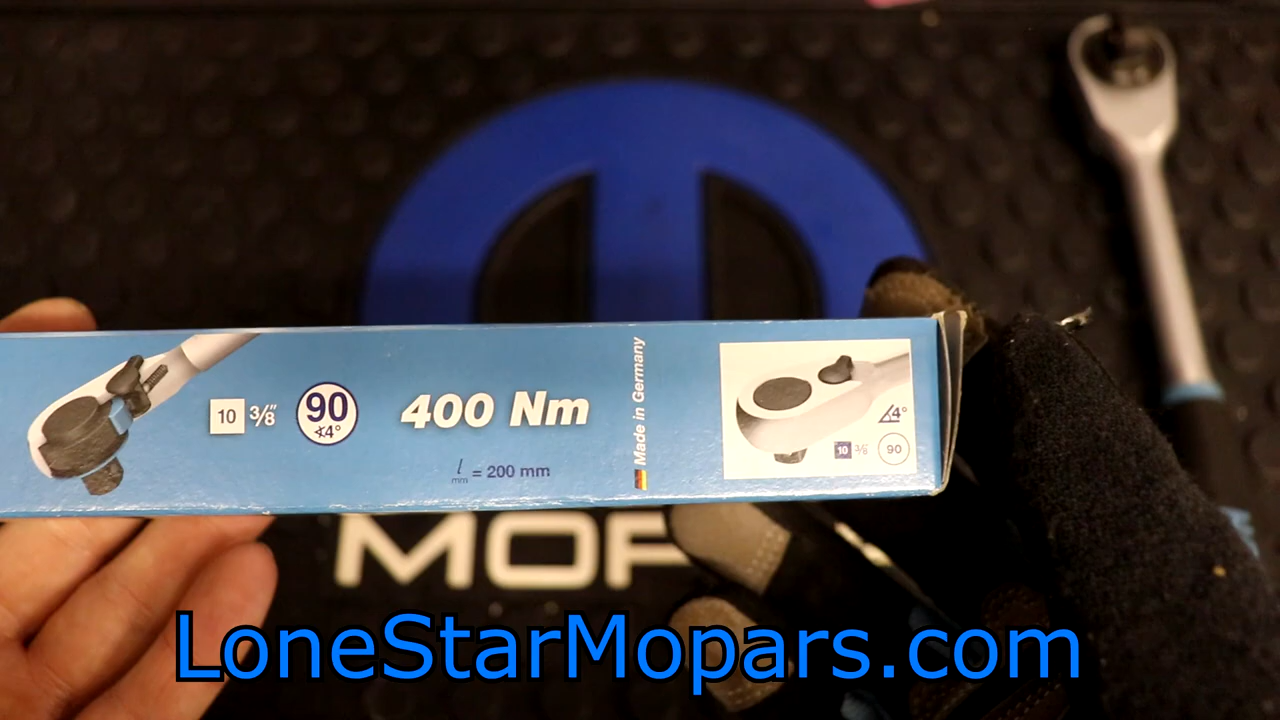 10 3/8"
90
∡4°
400 Nm
l
mm = 200 mm
Made in Germany
4°
10 3/8"
90
MOP
LoneStarMopars.com